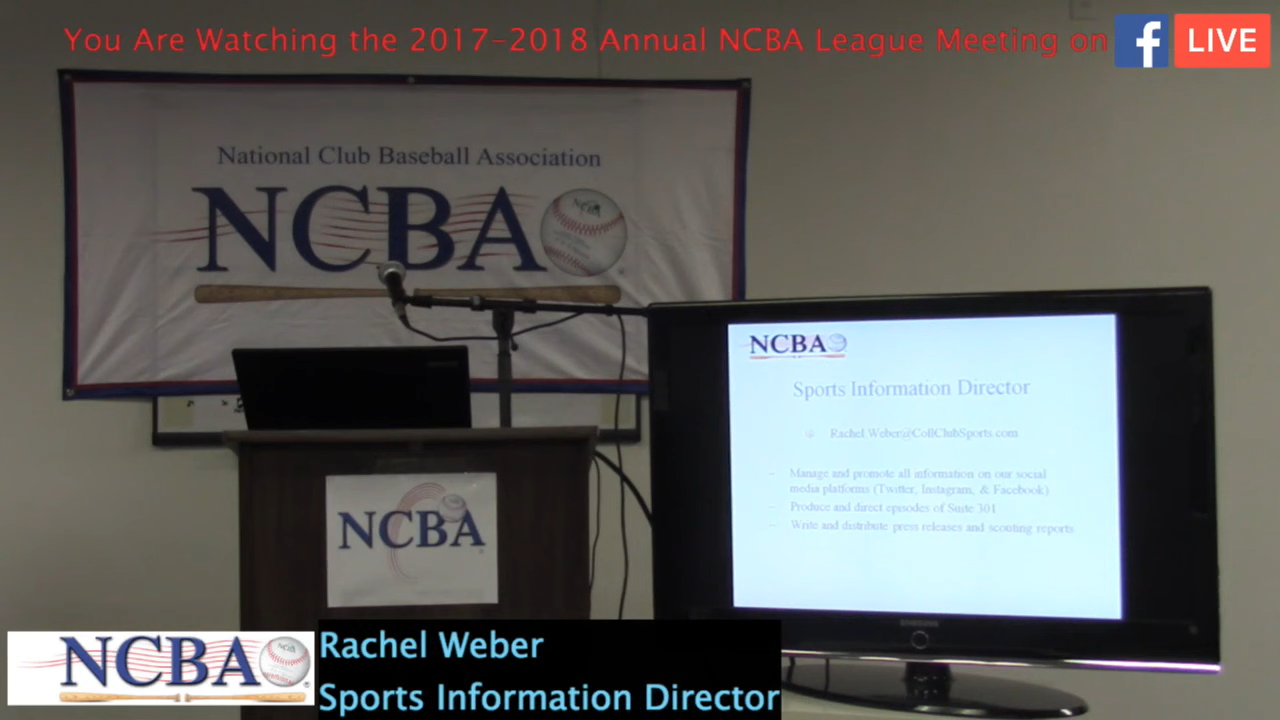 You Are Watching the 2017-2018 Annual NCBA League Meeting on f LIVE
National Club Baseball Association
NCBA
NCBA
Sports Information Director
Rachel.Weber@CollClubSports.com
Manage and promote all information on our social
media platforms (Twitter, Instagram, & Facebook)
Produce and direct episodes of Suite 301
Write and distribute press releases and scouting reports
NCBA
SAMSUNG
NCBA
Rachel Weber
Sports Information Director